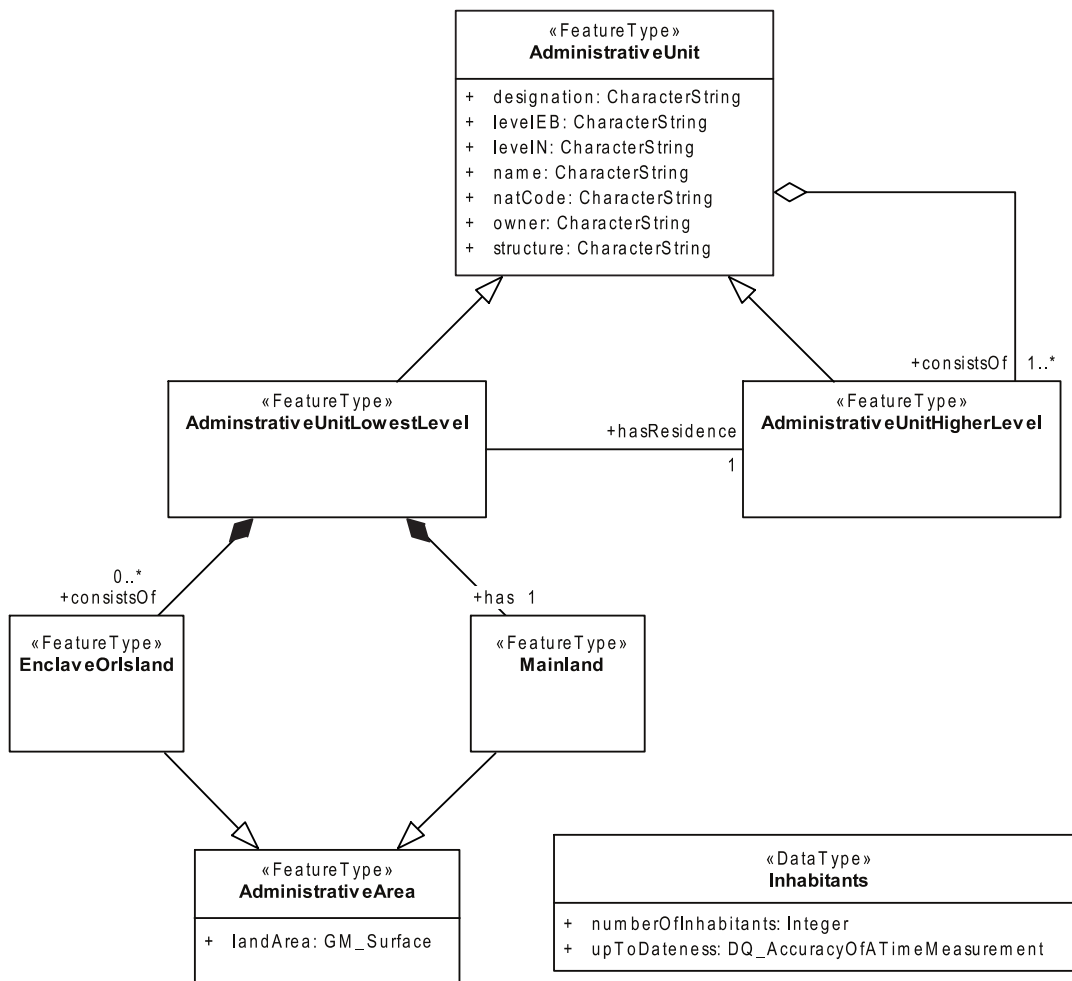 «FeatureType»
AdministrativeUnit
+ designation: CharacterString
+ levelEB: CharacterString
+ levelN: CharacterString
+ name: CharacterString
+ natCode: CharacterString
+ owner: CharacterString
+ structure: CharacterString
+consistsOf 1..*
«FeatureType»
AdminstrativeUnitLowestLevel
+hasResidence
1
«FeatureType»
AdministrativeUnitHigherLevel
0..*
+consistsOf
+has 1
«FeatureType»
EnclaveOrIsland
«FeatureType»
Mainland
«FeatureType»
AdministrativeArea
+ landArea: GM_Surface
«DataType»
Inhabitants
+ numberOfInhabitants: Integer
+ upToDateness: DQ_AccuracyOfATimeMeasurement